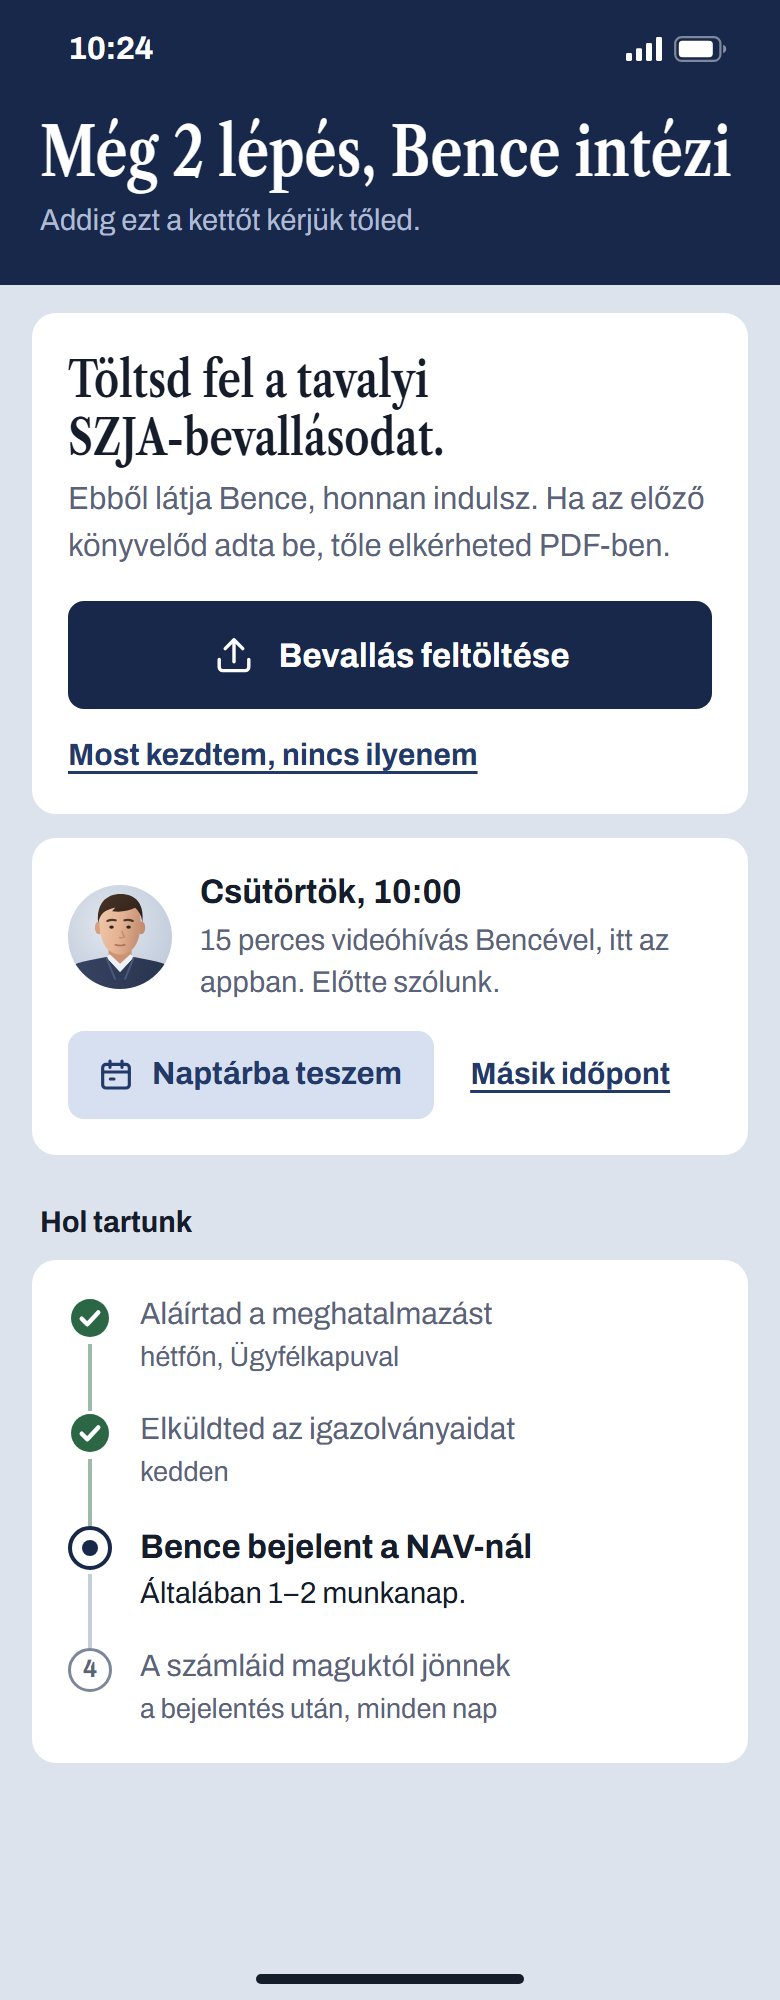 10:24
Még 2 lépés, Bence intézi
Addig ezt a kettőt kérjük tőled.
Töltsd fel a tavalyi
SZJA-bevallásodat.
Ebből látja Bence, honnan indulsz. Ha az előző
könyvelőd adta be, tőle elkérheted PDF-ben.
Bevallás feltöltése
Most kezdtem, nincs ilyenem
Csütörtök, 10:00
15 perces videóhívás Bencével, itt az
appban. Előtte szólunk.
Naptárba teszem
Másik időpont
Hol tartunk
Aláírtad a meghatalmazást
hétfőn, Ügyfélkapuval
Elküldted az igazolványaidat
kedden
Bence bejelent a NAV-nál
Általában 1–2 munkanap.
4
A számláid maguktól jönnek
a bejelentés után, minden nap